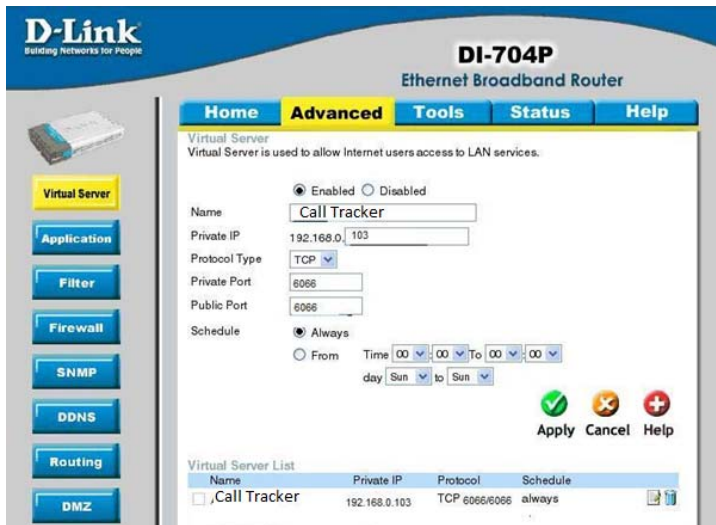 D-Link
Building Networks for People
DI-704P
Ethernet Broadband Router
Home Advanced Tools Status Help
Virtual Server
Application
Filter
Firewall
SNMP
DDNS
Routing
DMZ
Virtual Server
Virtual Server is used to allow Internet users access to LAN services.
Enabled Disabled
Name Call Tracker
Private IP 192.168.0. 103
Protocol Type TCP
Private Port 6066
Public Port 6066
Schedule Always
From Time 00 : 00 To 00 : 00
day Sun to Sun
Apply Cancel Help
Virtual Server List
Name Private IP Protocol Schedule
Call Tracker 192.168.0.103 TCP 6066/6066 always